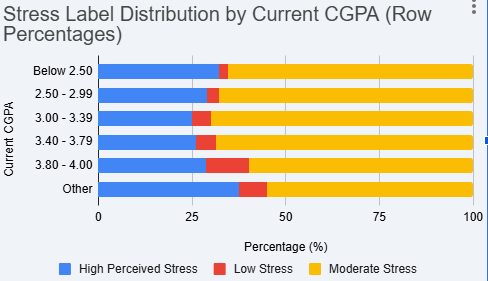 Stress Label Distribution by Current CGPA (Row
Percentages)
Current CGPA
Below 2.50
2.50 - 2.99
3.00 - 3.39
3.40 - 3.79
3.80 - 4.00
Other
0 25 50 75 100
Percentage (%)
High Perceived Stress Low Stress Moderate Stress